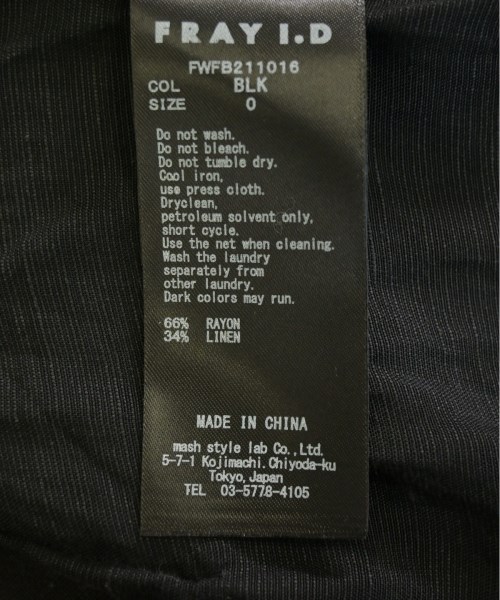 FRAY I.D
FWFB211016
COL BLK
SIZE 0
Do not wash.
Do not bleach.
Do not tumble dry.
Cool iron,
use press cloth.
Dryclean,
petroleum solvent only,
short cycle.
Use the net when cleaning.
Wash the laundry
separately from
other laundry.
Dark colors may run.
66% RAYON
34% LINEN
MADE IN CHINA
mash style lab Co.,Ltd.
5-7-1 Kojimachi.Chiyoda-ku
Tokyo,Japan
TEL 03-5778-4105